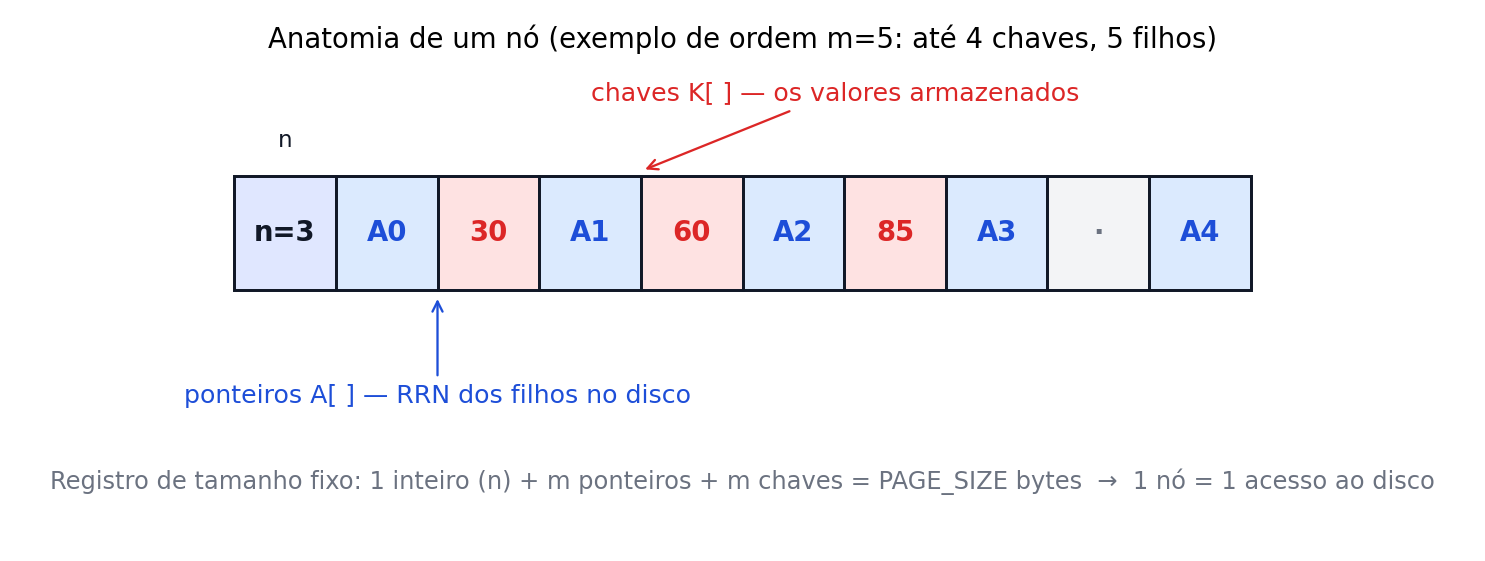 Anatomia de um nó (exemplo de ordem m=5: até 4 chaves, 5 filhos)
chaves K[ ] — os valores armazenados
n
n=3 A0 30 A1 60 A2 85 A3 · A4
ponteiros A[ ] — RRN dos filhos no disco
Registro de tamanho fixo: 1 inteiro (n) + m ponteiros + m chaves = PAGE_SIZE bytes → 1 nó = 1 acesso ao disco